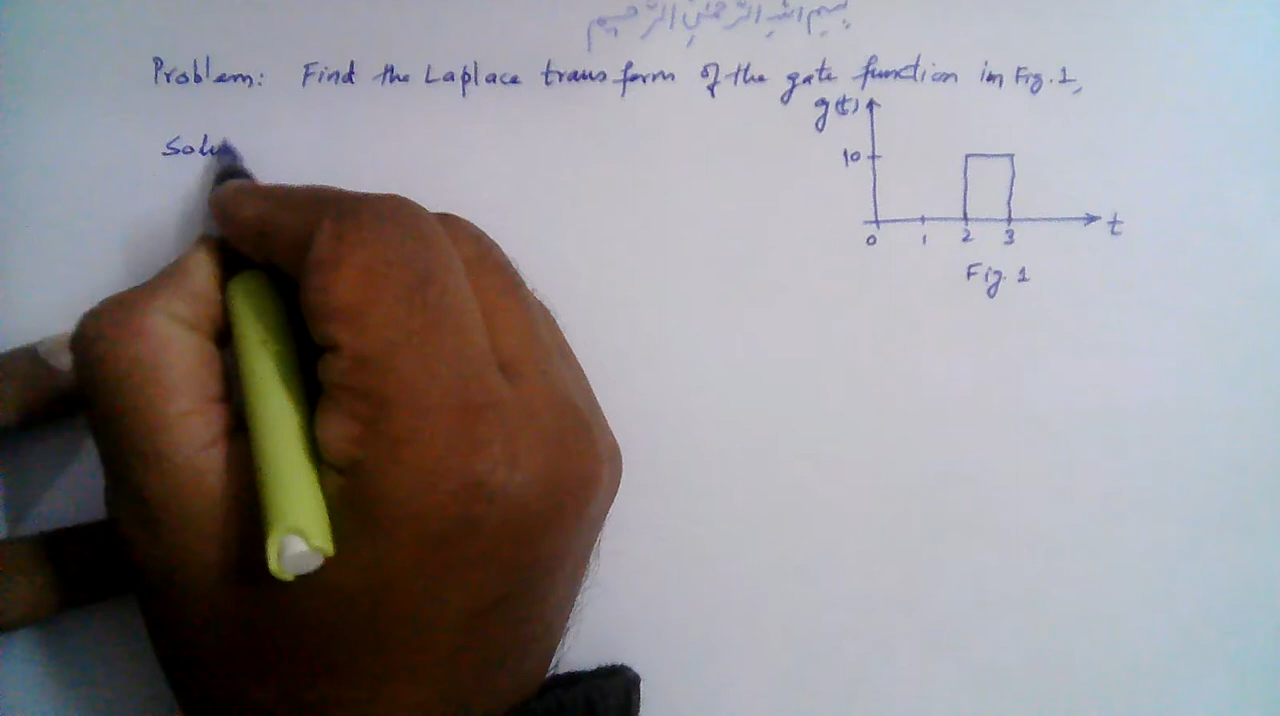 بسم الله الرحمن الرحيم
Problem: Find the Laplace transform of the gate function in Fig. 1,
g(t)
Solu
10
0 1 2 3 t
Fig. 1